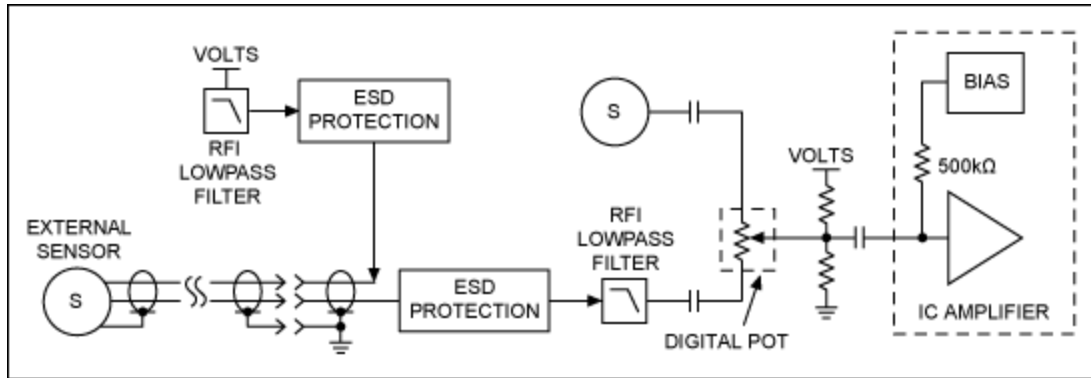 VOLTS
ESD
PROTECTION
RFI
LOWPASS
FILTER
EXTERNAL
SENSOR
S
ESD
PROTECTION
RFI
LOWPASS
FILTER
S
DIGITAL POT
VOLTS
BIAS
500kΩ
IC AMPLIFIER